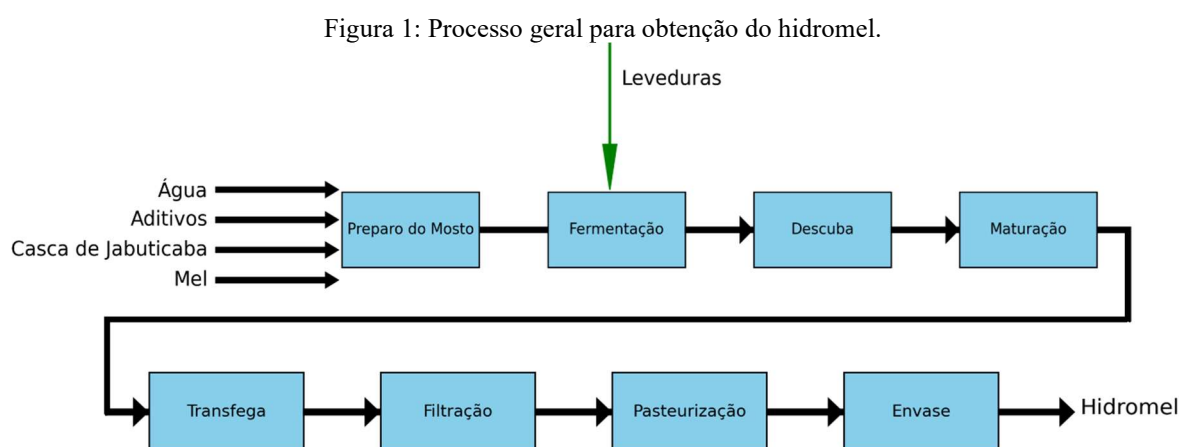 Figura 1: Processo geral para obtenção do hidromel.
Leveduras
Água
Aditivos
Casca de Jabuticaba
Mel
Preparo do Mosto
Fermentação
Descuba
Maturação
Transfega
Filtração
Pasteurização
Envase
Hidromel